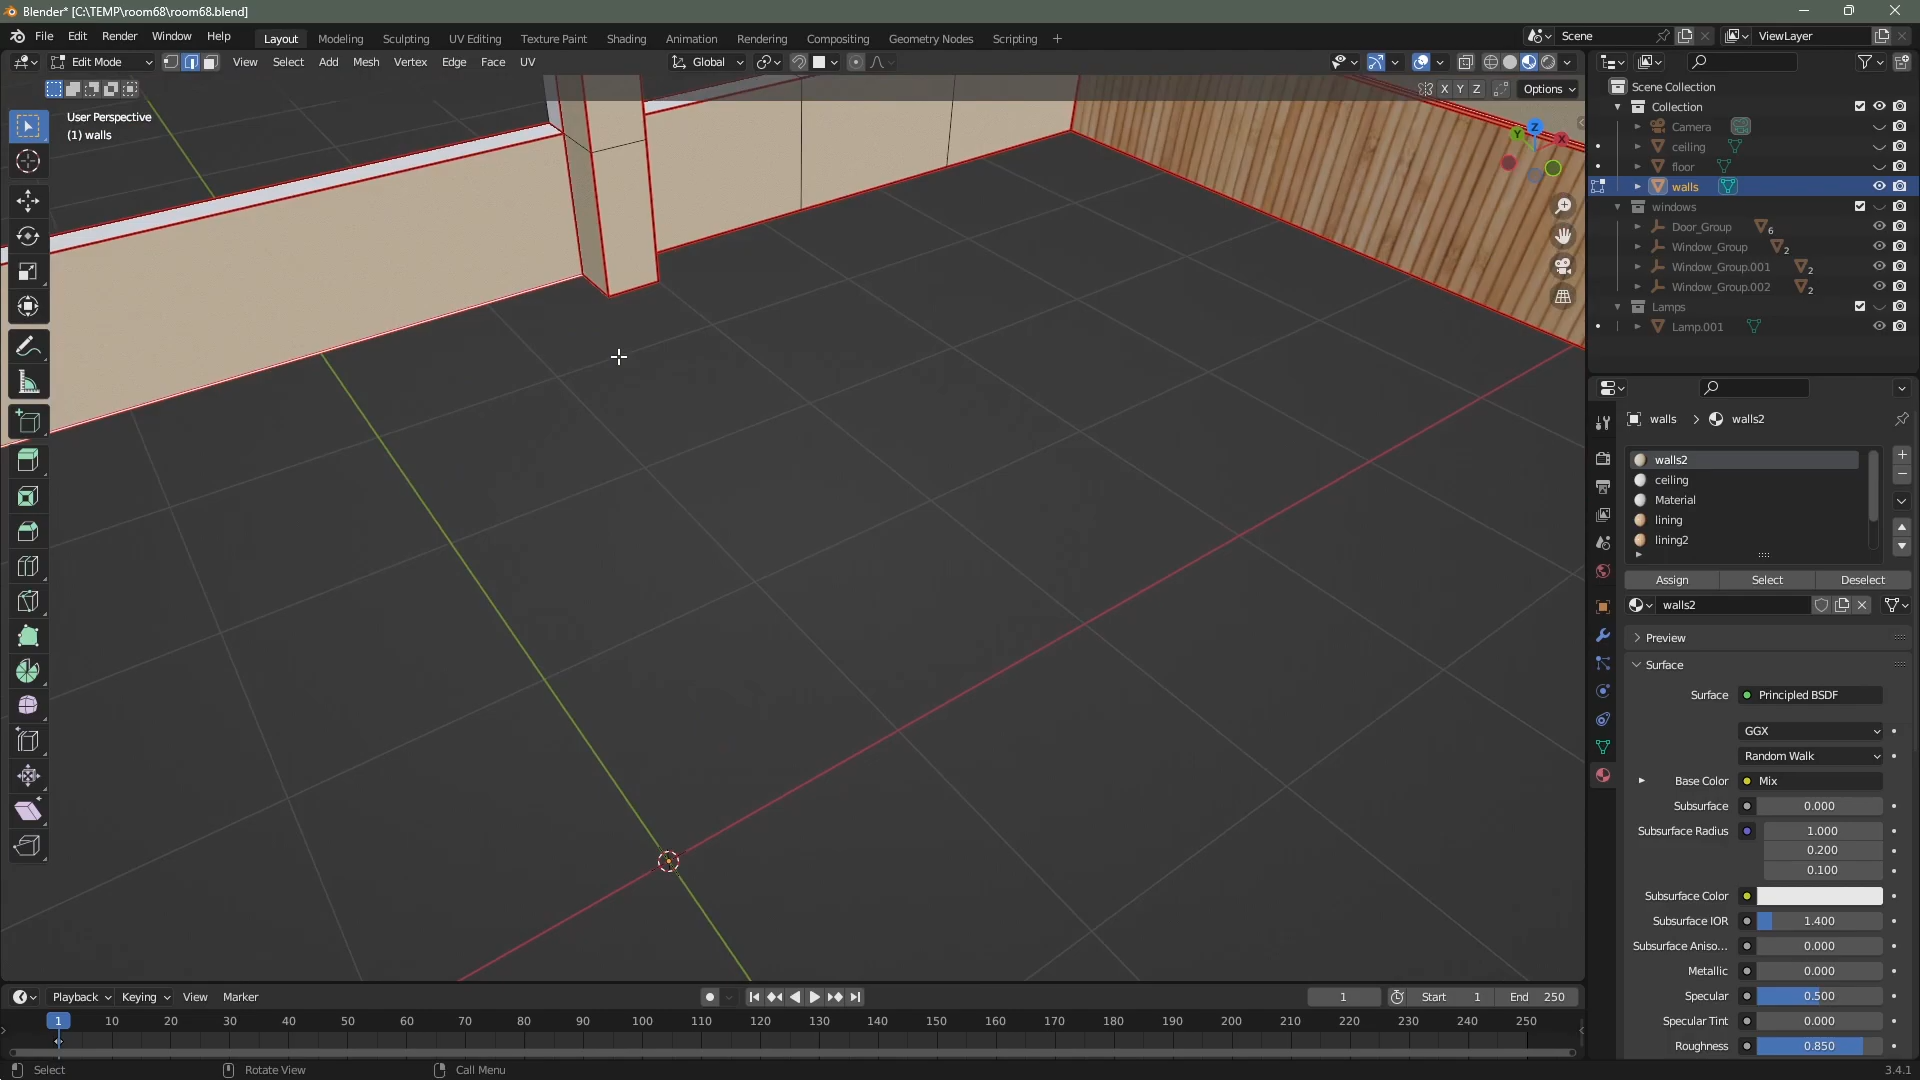 Blender* [C:\TEMP\room68\room68.blend]
File Edit Render Window Help Layout Modeling Sculpting UV Editing Texture Paint Shading Animation Rendering Compositing Geometry Nodes Scripting + Scene ViewLayer
Edit Mode View Select Add Mesh Vertex Edge Face UV Global
X Y Z Options
User Perspective
(1) walls
Z
Y
X
Scene Collection
Collection
Camera
ceiling
floor
walls
windows
Door_Group 6
Window_Group 2
Window_Group.001 2
Window_Group.002 2
Lamps
Lamp.001
walls > walls2
walls2
ceiling
Material
lining
lining2
Assign Select Deselect
walls2
Preview
Surface
Surface Principled BSDF
GGX
Random Walk
Base Color Mix
Subsurface 0.000
Subsurface Radius 1.000
0.200
0.100
Subsurface Color
Subsurface IOR 1.400
Subsurface Aniso... 0.000
Metallic 0.000
Specular 0.500
Specular Tint 0.000
Roughness 0.850
Playback Keying View Marker 1 Start 1 End 250
1 10 20 30 40 50 60 70 80 90 100 110 120 130 140 150 160 170 180 190 200 210 220 230 240 250
Select Rotate View Call Menu 3.4.1